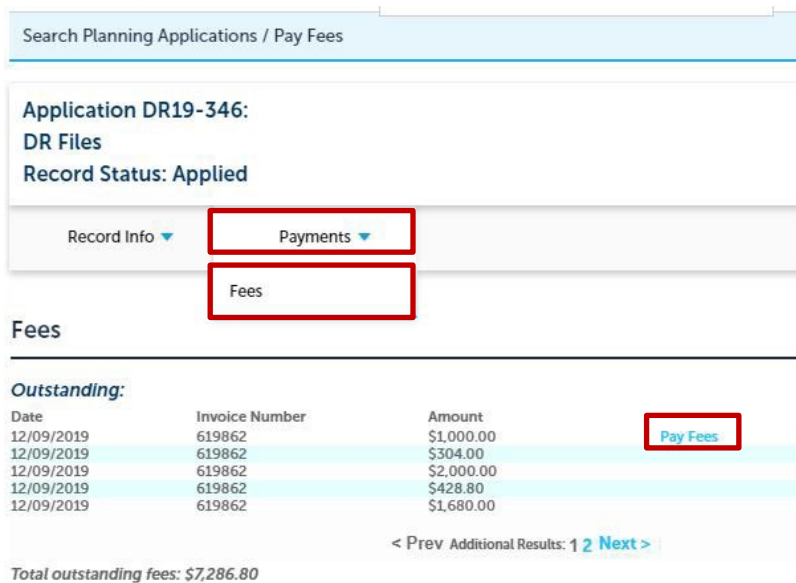 Search Planning Applications / Pay Fees
Application DR19-346:
DR Files
Record Status: Applied
Record Info Payments
Fees
Fees
Outstanding:
Date Invoice Number Amount
12/09/2019 619862 $1,000.00 Pay Fees
12/09/2019 619862 $304.00
12/09/2019 619862 $2,000.00
12/09/2019 619862 $428.80
12/09/2019 619862 $1,680.00
< Prev Additional Results: 1 2 Next >
Total outstanding fees: $7,286.80